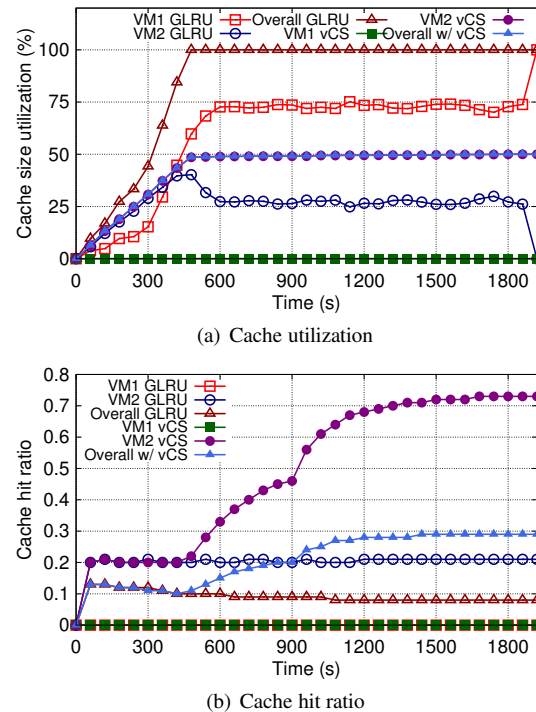 VM1 GLRU Overall GLRU VM2 vCS
VM2 GLRU VM1 vCS Overall w/ vCS
Cache size utilization (%)
100
75
50
25
0
0 300 600 900 1200 1500 1800
Time (s)
(a) Cache utilization
VM1 GLRU
VM2 GLRU
Overall GLRU
VM1 vCS
VM2 vCS
Overall w/ vCS
Cache hit ratio
0.8
0.7
0.6
0.5
0.4
0.3
0.2
0.1
0
0 300 600 900 1200 1500 1800
Time (s)
(b) Cache hit ratio